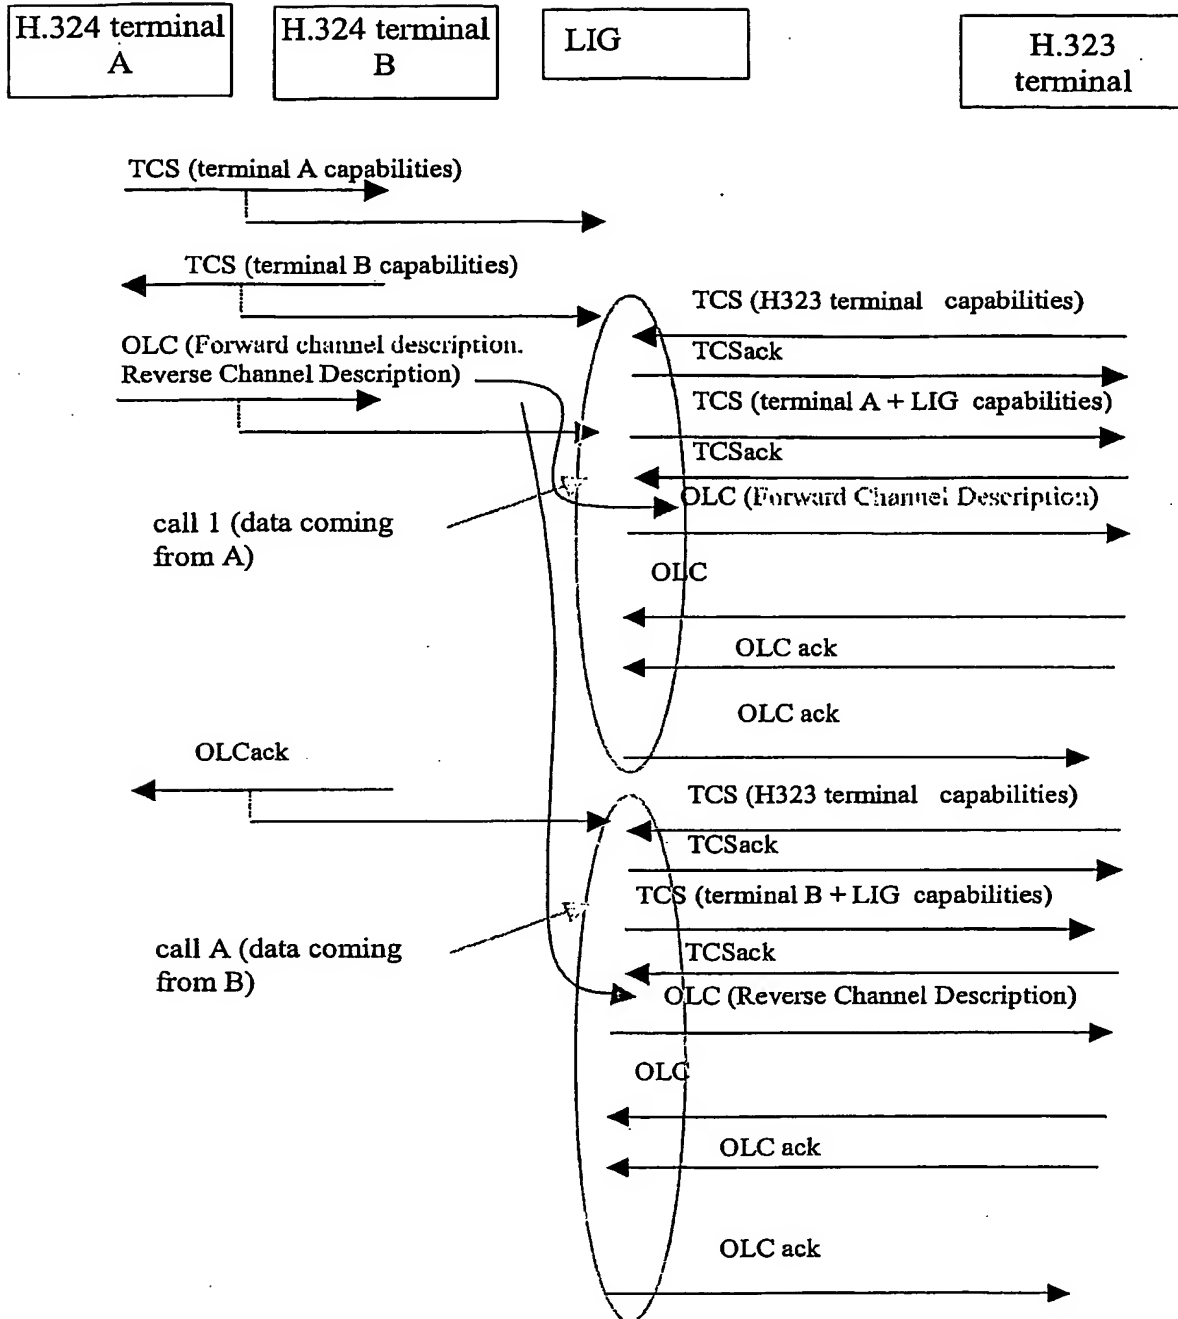 H.324 terminal
A
H.324 terminal
B
LIG
H.323
terminal
TCS (terminal A capabilities)
TCS (terminal B capabilities)
TCS (H323 terminal capabilities)
OLC (Forward channel description.
Reverse Channel Description)
TCSack
TCS (terminal A + LIG capabilities)
TCSack
OLC (Forward Channel Description)
call 1 (data coming
from A)
OLC
OLC ack
OLC ack
OLCack
TCS (H323 terminal capabilities)
TCSack
TCS (terminal B + LIG capabilities)
call A (data coming
from B)
TCSack
OLC (Reverse Channel Description)
OLC
OLC ack
OLC ack